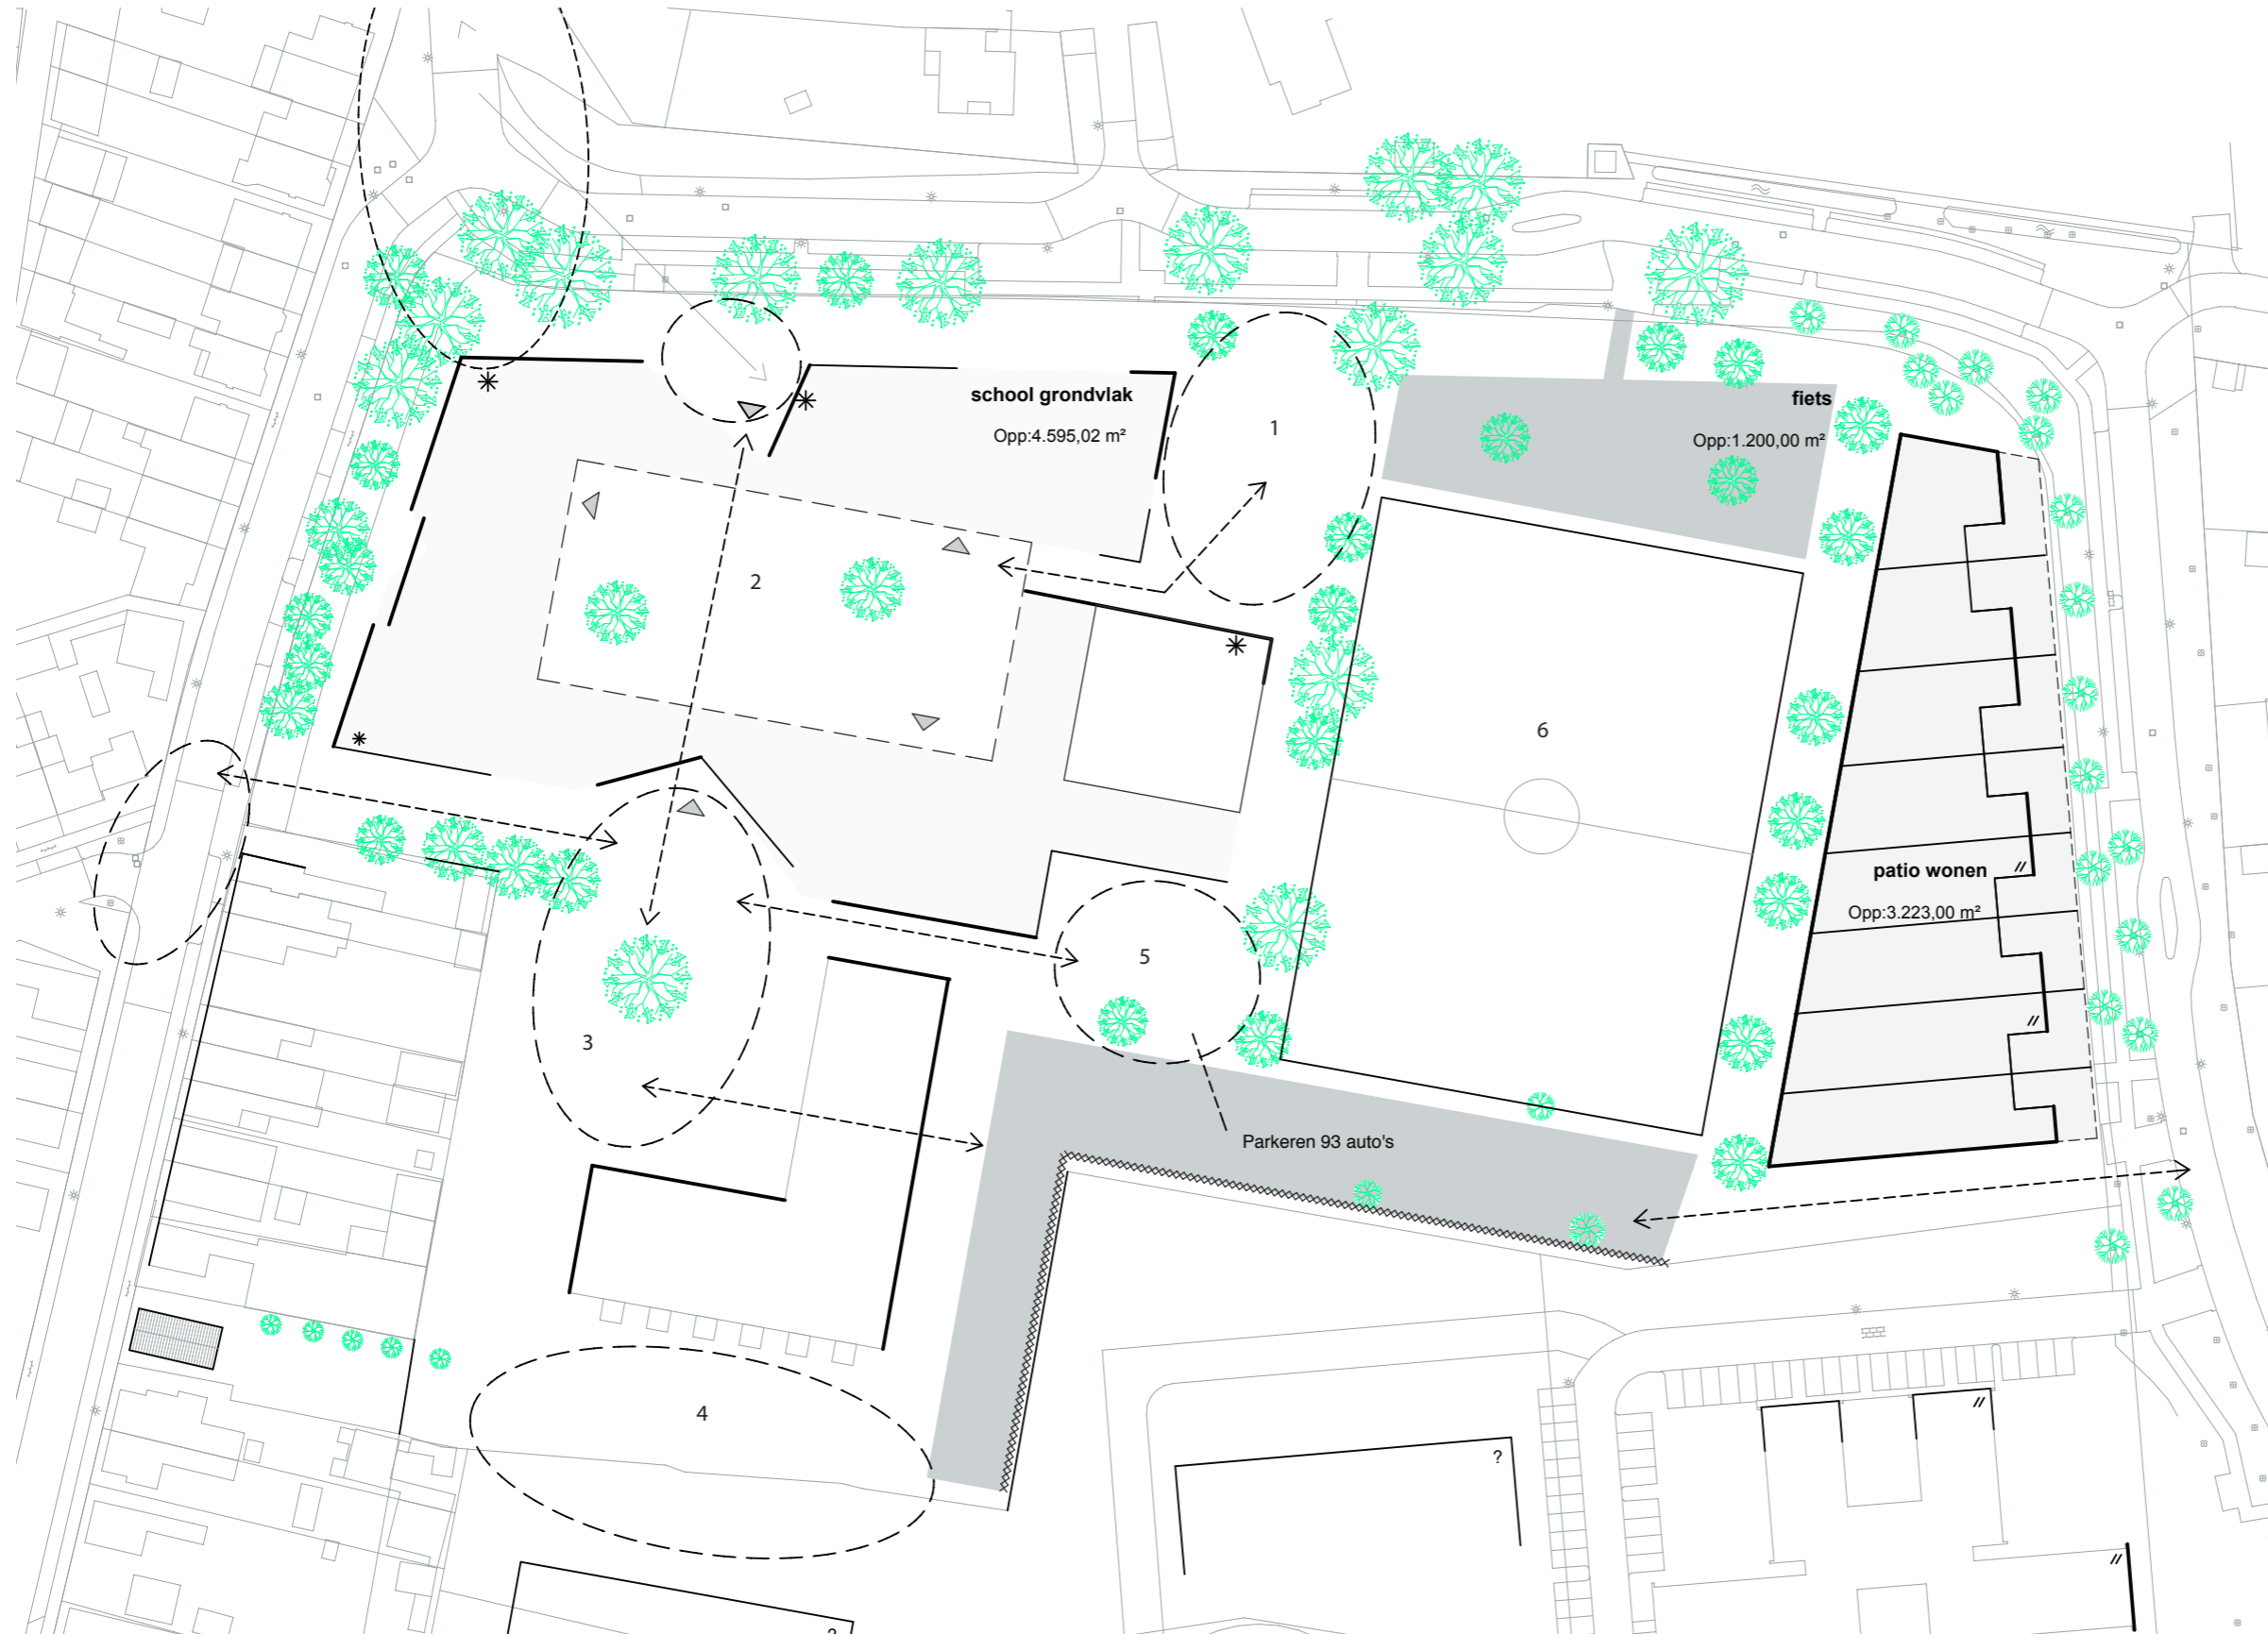 school grondvlak
Opp:4.595,02 m²
fiets
Opp:1.200,00 m²
1
2
6
patio wonen
Opp:3.223,00 m²
5
3
Parkeren 93 auto's
4
?
?